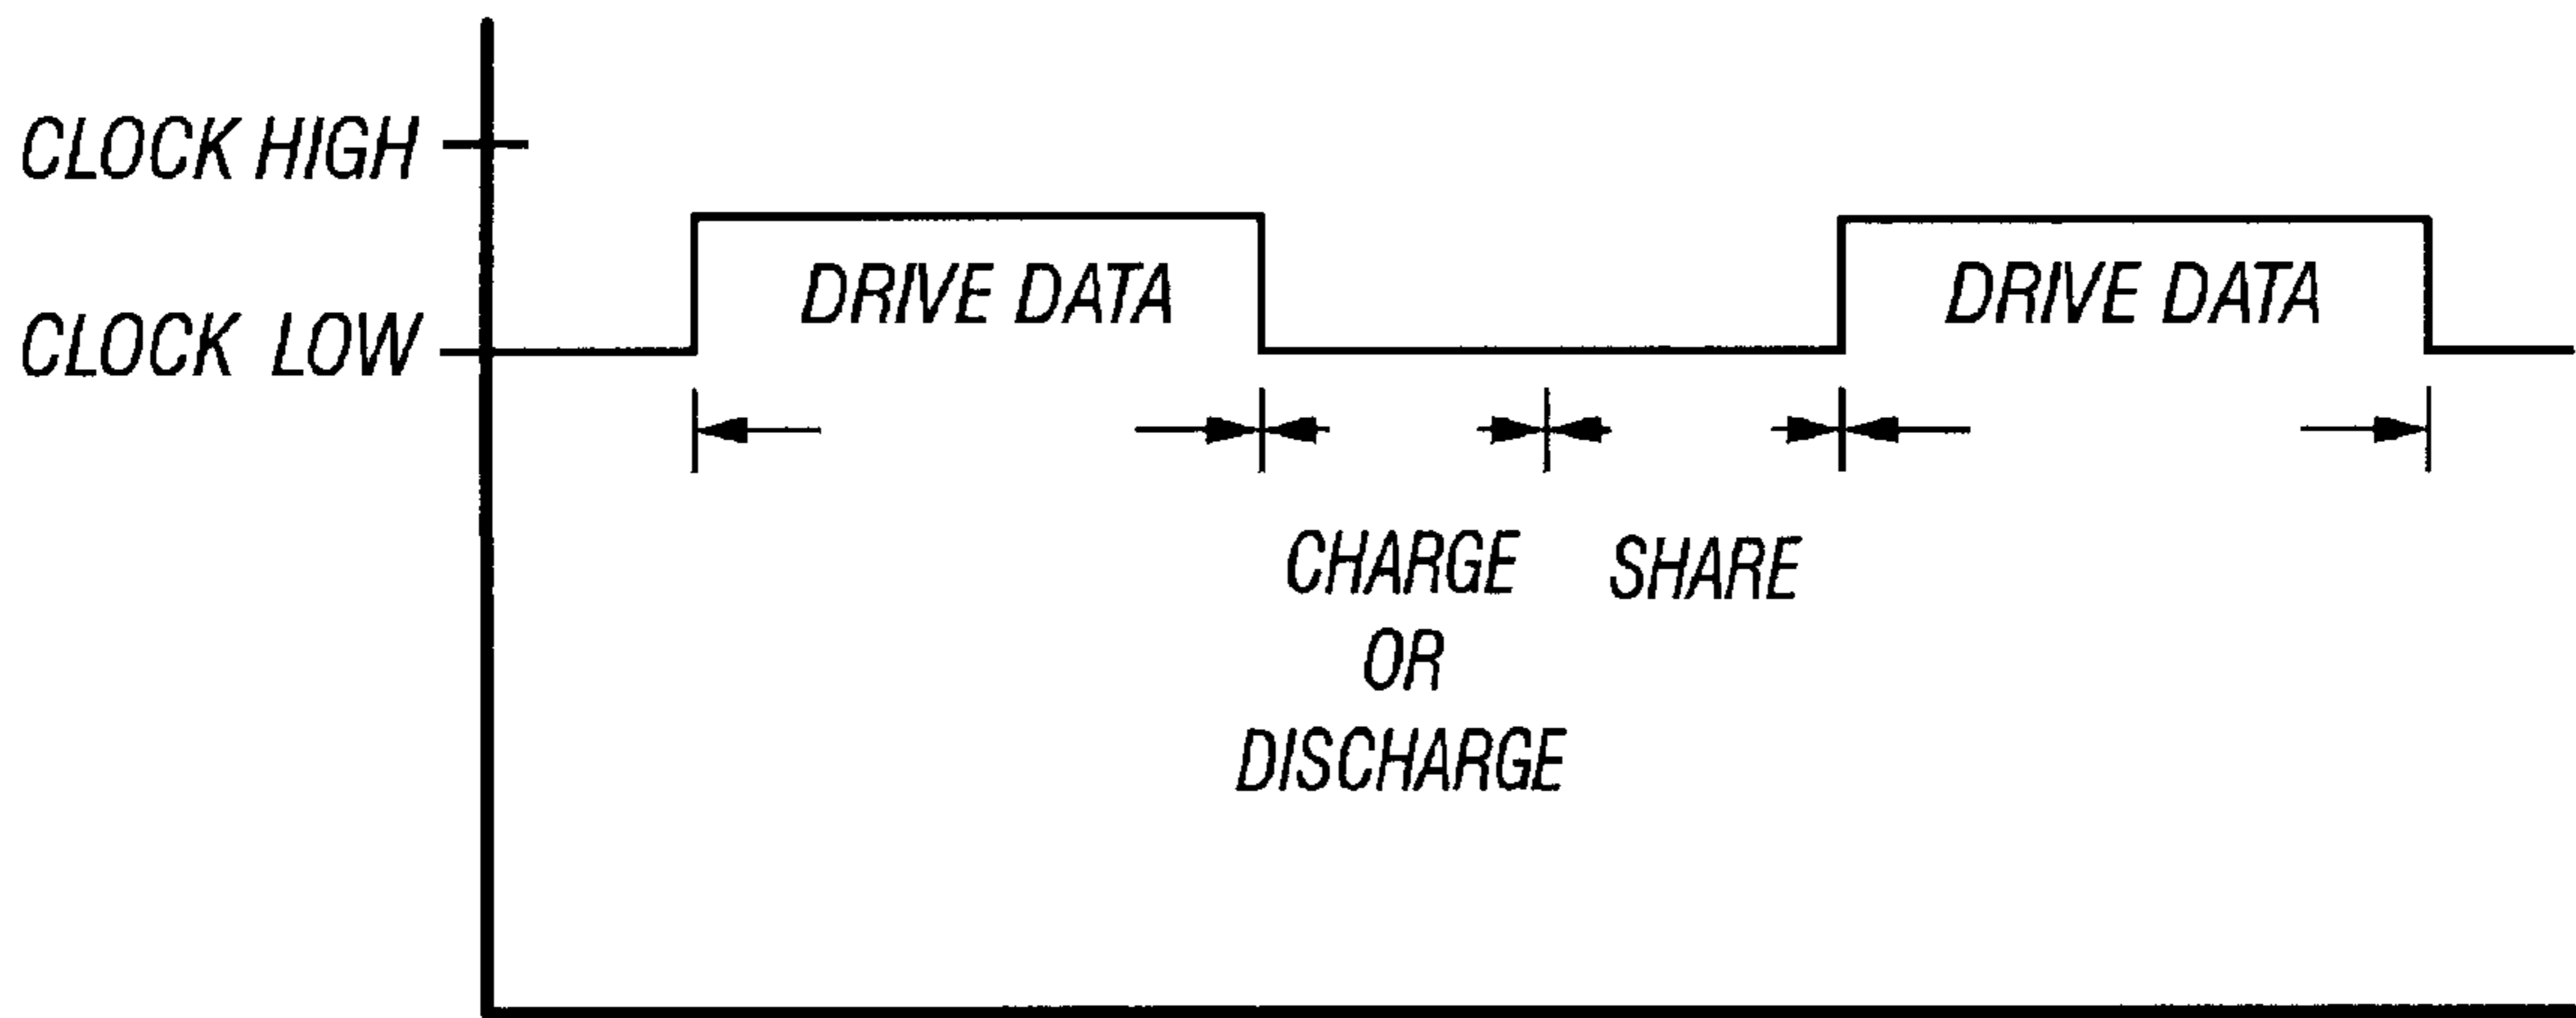 CLOCK HIGH
CLOCK LOW
DRIVE DATA
DRIVE DATA
CHARGE
OR
DISCHARGE
SHARE